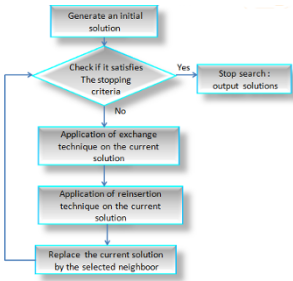 Generate an initial
solution
Check if it satisfies
The stopping
criteria
Yes
Stop search :
output solutions
No
Application of exchange
technique on the current
solution
Application of reinsertion
technique on the current
solution
Replace the current solution
by the selected neighboor